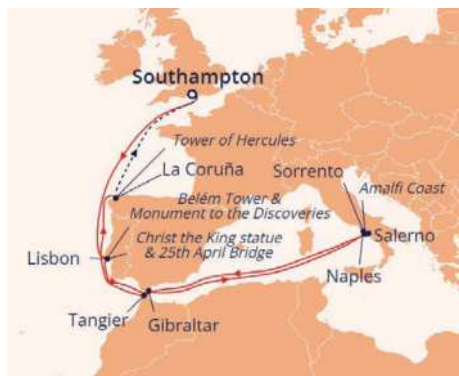 Southampton
Tower of Hercules
La Coruña
Sorrento
Amalfi Coast
Belém Tower &
Monument to the Discoveries
Christ the King statue
& 25th April Bridge
Salerno
Lisbon
Naples
Tangier
Gibraltar